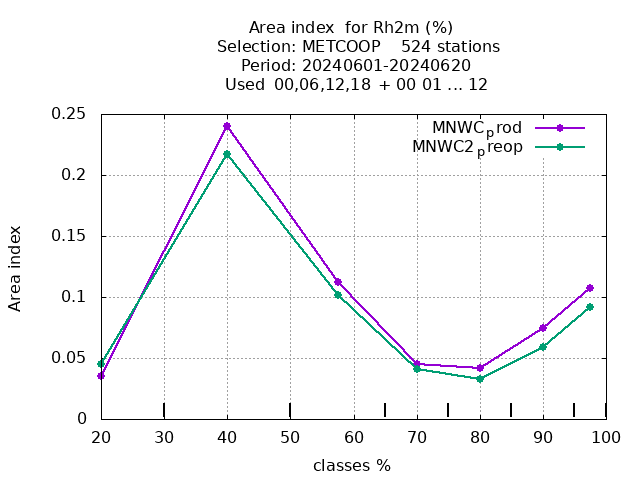 Area index  for Rh2m (%)
Selection: METCOOP    524 stations
Period: 20240601-20240620
Used  00,06,12,18 + 00 01 ... 12
MNWC_prod
MNWC2_preop
Area index
0.25
0.2
0.15
0.1
0.05
0
20 30 40 50 60 70 80 90 100
classes %